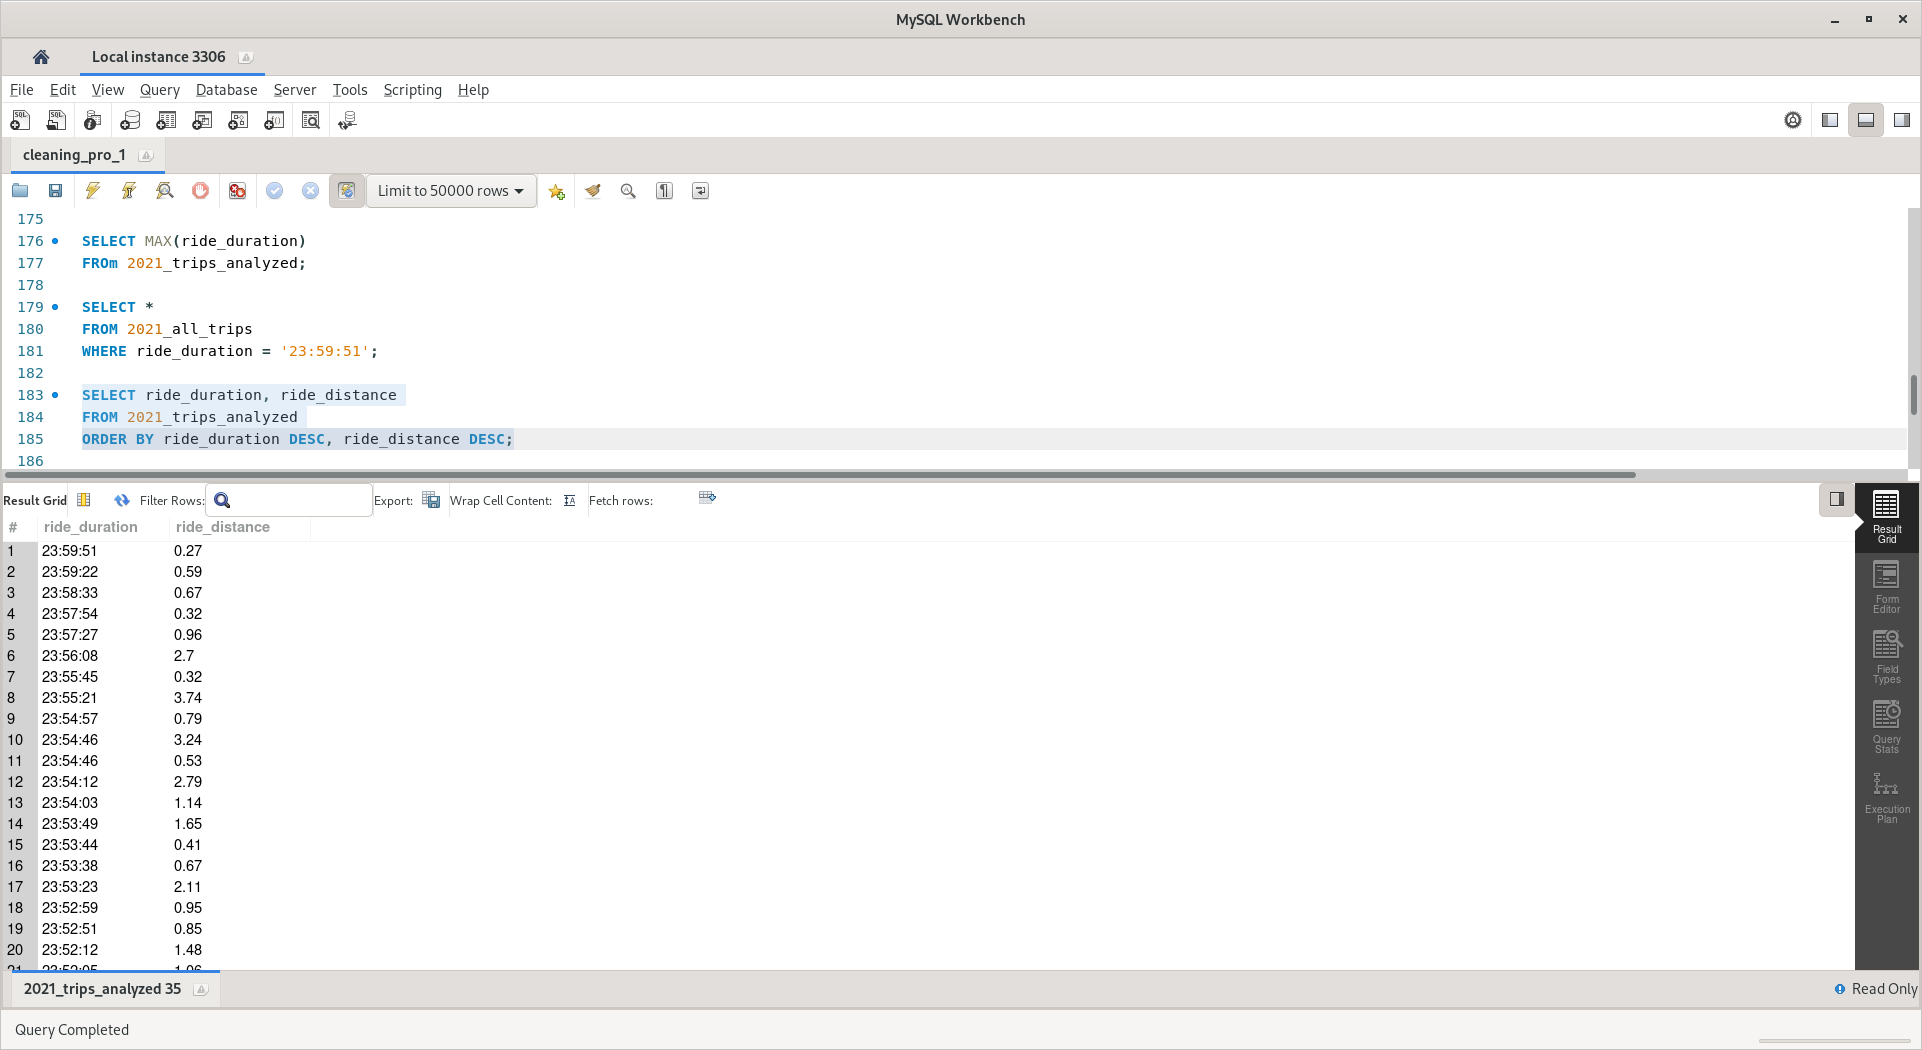 MySQL Workbench
Local instance 3306
File Edit View Query Database Server Tools Scripting Help
cleaning_pro_1
Limit to 50000 rows
175
176 SELECT MAX(ride_duration)
177 FROm 2021_trips_analyzed;
178
179 SELECT *
180 FROM 2021_all_trips
181 WHERE ride_duration = '23:59:51';
182
183 SELECT ride_duration, ride_distance
184 FROM 2021_trips_analyzed
185 ORDER BY ride_duration DESC, ride_distance DESC;
186
Result Grid Filter Rows: Export: Wrap Cell Content: Fetch rows:
# ride_duration ride_distance
1 23:59:51 0.27
2 23:59:22 0.59
3 23:58:33 0.67
4 23:57:54 0.32
5 23:57:27 0.96
6 23:56:08 2.7
7 23:55:45 0.32
8 23:55:21 3.74
9 23:54:57 0.79
10 23:54:46 3.24
11 23:54:46 0.53
12 23:54:12 2.79
13 23:54:03 1.14
14 23:53:49 1.65
15 23:53:44 0.41
16 23:53:38 0.67
17 23:53:23 2.11
18 23:52:59 0.95
19 23:52:51 0.85
20 23:52:12 1.48
21 23:52:05 1.06
Result
Grid
Form
Editor
Field
Types
Query
Stats
Execution
Plan
2021_trips_analyzed 35
Read Only
Query Completed